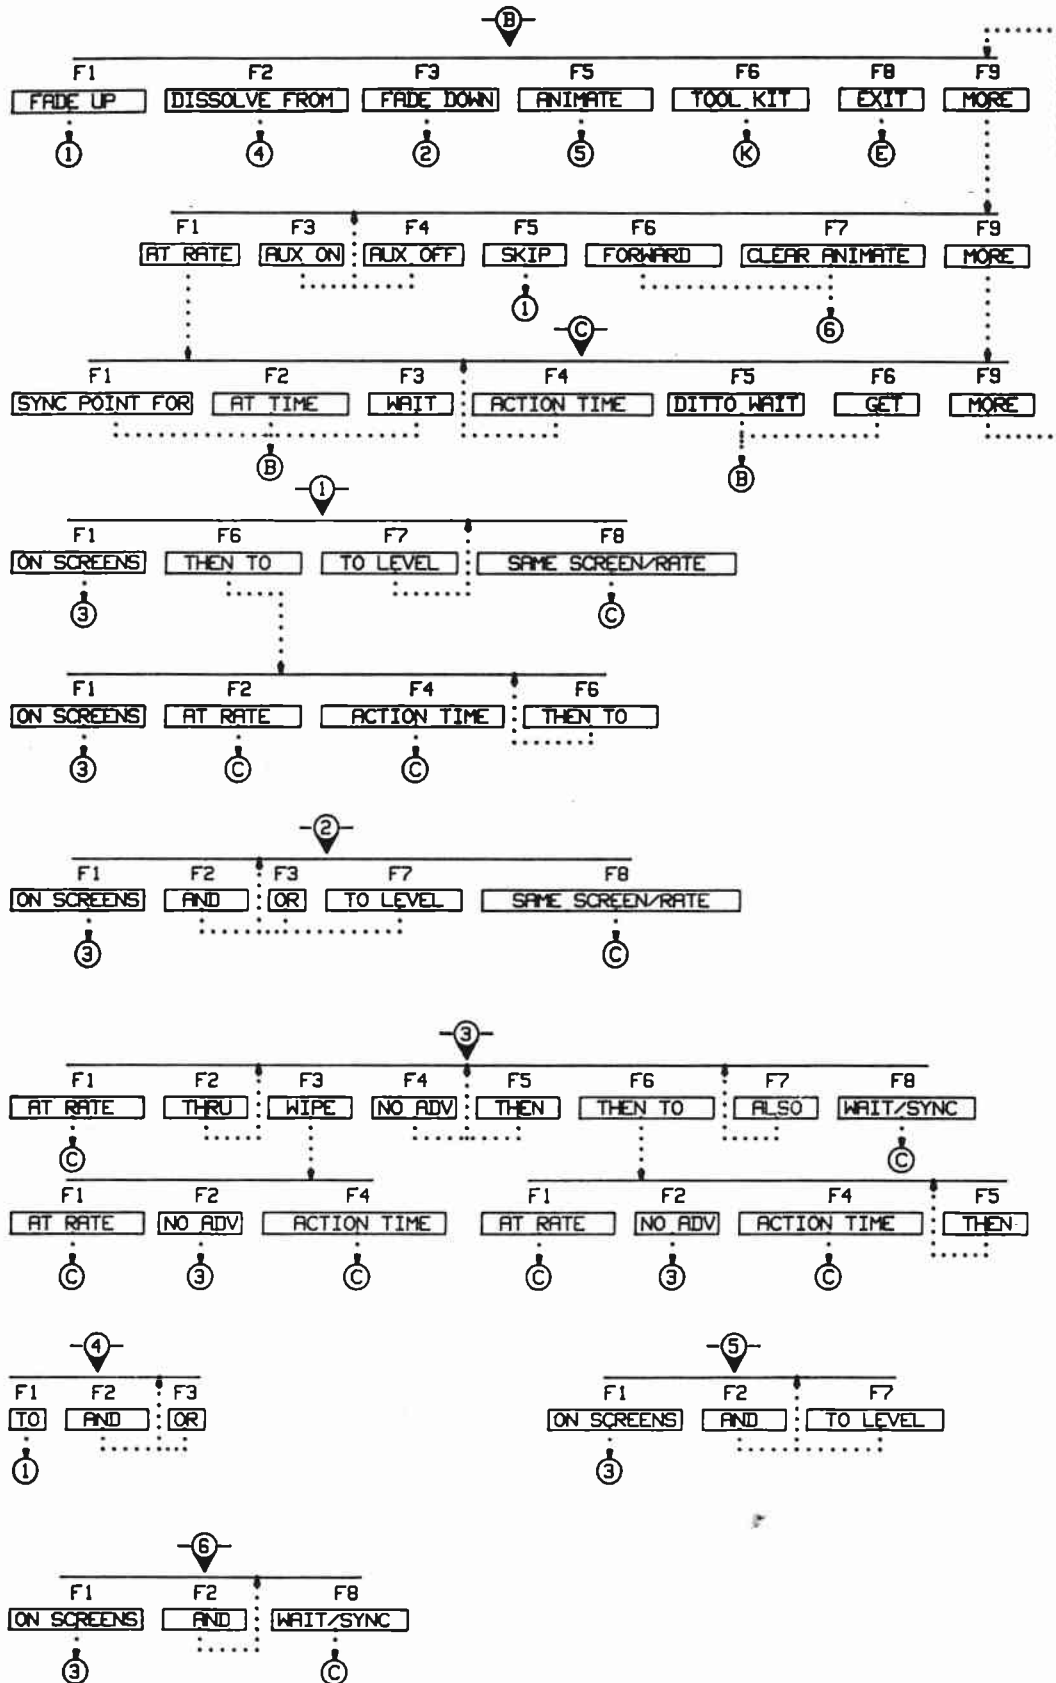 B
F1 F2 F3 F5 F6 F8 F9
FADE UP DISSOLVE FROM FADE DOWN ANIMATE TOOL KIT EXIT MORE
1 4 2 5 K E
F1 F3 F4 F5 F6 F7 F9
AT RATE AUX ON AUX OFF SKIP FORWARD CLEAR ANIMATE MORE
1 6
C
F1 F2 F3 F4 F5 F6 F9
SYNC POINT FOR AT TIME WAIT ACTION TIME DITTO WAIT GET MORE
B B
1
F1 F6 F7 F8
ON SCREENS THEN TO TO LEVEL SAME SCREEN/RATE
3 C
F1 F2 F4 F6
ON SCREENS AT RATE ACTION TIME THEN TO
3 C C
2
F1 F2 F3 F7 F8
ON SCREENS AND OR TO LEVEL SAME SCREEN/RATE
3 C
3
F1 F2 F3 F4 F5 F6 F7 F8
AT RATE THRU WIPE NO ADV THEN THEN TO ALSO WAIT/SYNC
C C
F1 F2 F4 F1 F2 F4 F5
AT RATE NO ADV ACTION TIME AT RATE NO ADV ACTION TIME THEN
C 3 C C 3 C
4 5
F1 F2 F3 F1 F2 F7
TO AND OR ON SCREENS AND TO LEVEL
1 3
6
F1 F2 F8
ON SCREENS AND WAIT/SYNC
3 C